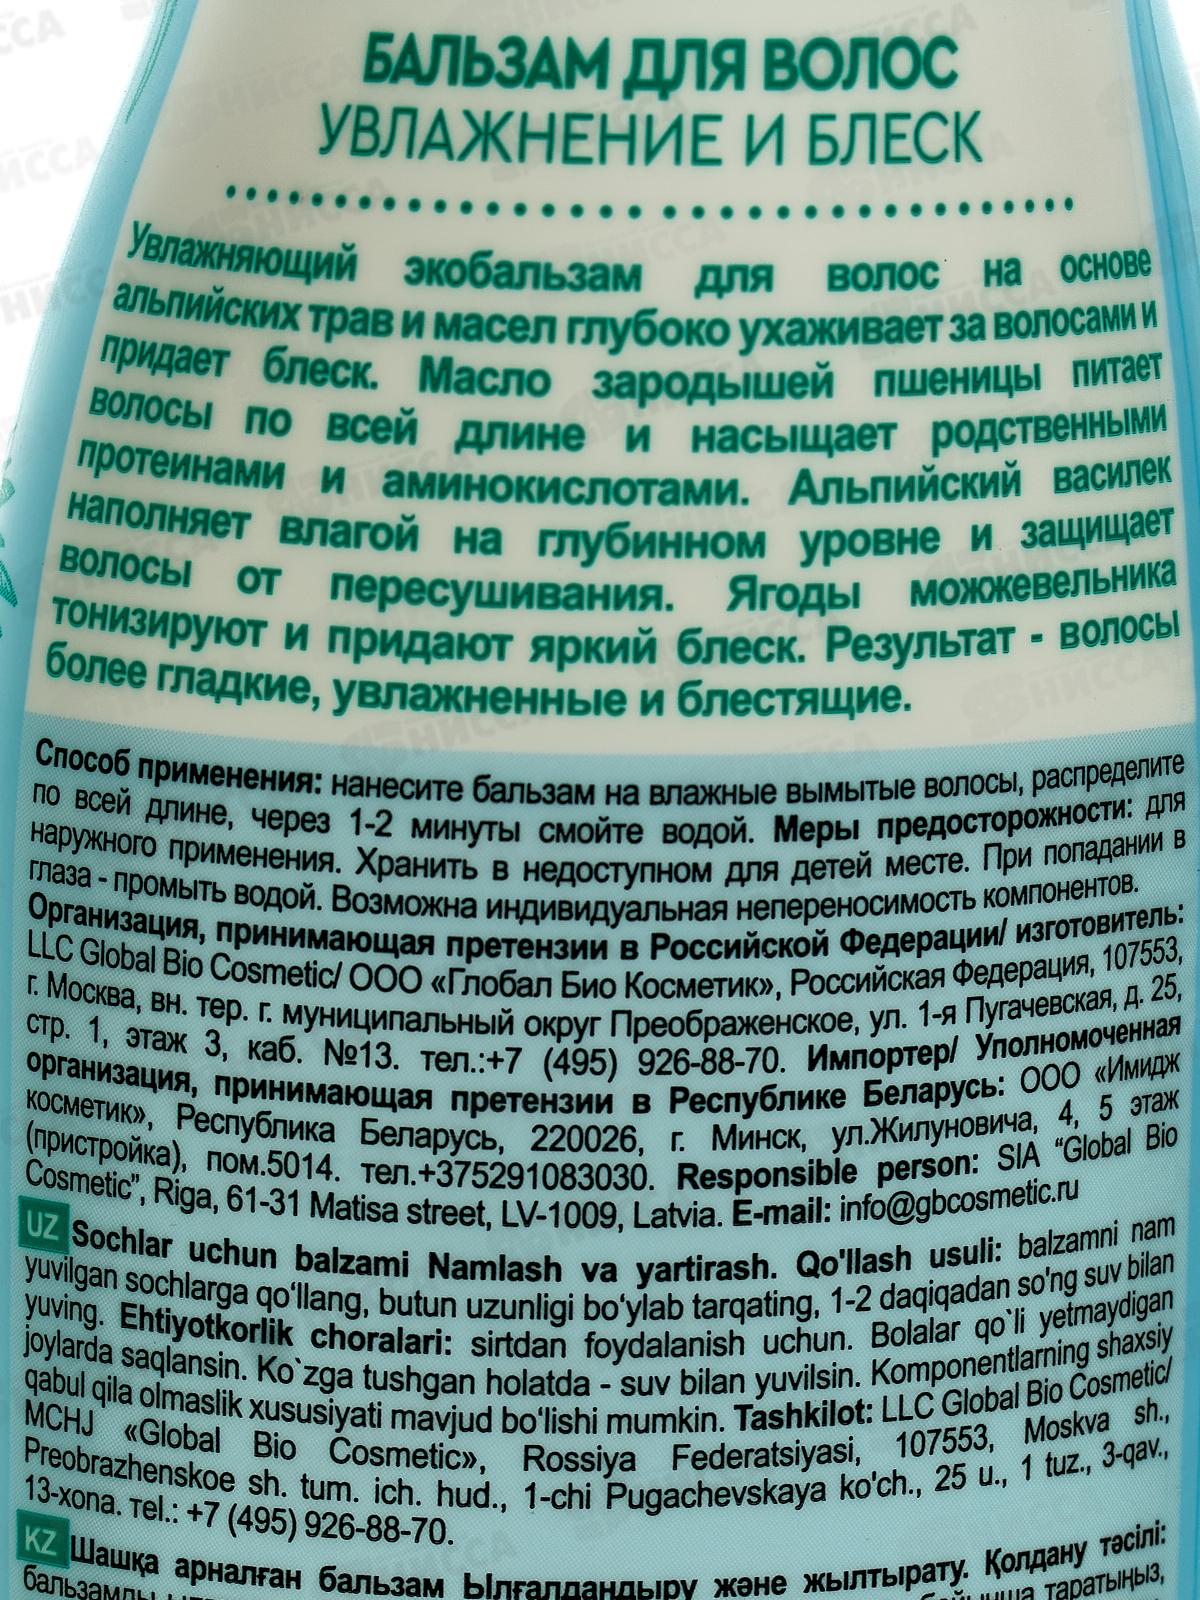 БАЛЬЗАМ ДЛЯ ВОЛОС
УВЛАЖНЕНИЕ И БЛЕСК
Увлажняющий экобальзам для волос на основе
альпийских трав и масел глубоко ухаживает за волосами и
придает блеск. Масло зародышей пшеницы питает
волосы по всей длине и насыщает родственными
протеинами и аминокислотами. Альпийский василек
наполняет влагой на глубинном уровне и защищает
волосы от пересушивания. Ягоды можжевельника
тонизируют и придают яркий блеск. Результат - волосы
более гладкие, увлажненные и блестящие.
Способ применения: нанесите бальзам на влажные вымытые волосы, распределите
по всей длине, через 1-2 минуты смойте водой. Меры предосторожности: для
наружного применения. Хранить в недоступном для детей месте. При попадании в
глаза - промыть водой. Возможна индивидуальная непереносимость компонентов.
Организация, принимающая претензии в Российской Федерации/ изготовитель:
LLC Global Bio Cosmetic/ ООО «Глобал Био Косметик», Российская Федерация, 107553,
г. Москва, вн. тер. г. муниципальный округ Преображенское, ул. 1-я Пугачевская, д. 25,
стр. 1, этаж 3, каб. №13. тел.:+7 (495) 926-88-70. Импортер/ Уполномоченная
организация, принимающая претензии в Республике Беларусь: ООО «Имидж
косметик», Республика Беларусь, 220026, г. Минск, ул.Жилуновича, 4, 5 этаж
(пристройка), пом.5014. тел.+375291083030. Responsible person: SIA “Global Bio
Cosmetic”, Riga, 61-31 Matisa street, LV-1009, Latvia. E-mail: info@gbcosmetic.ru
UZ Sochlar uchun balzami Namlash va yartirash. Qo'llash usuli: balzamni nam
yuvilgan sochlarga qo‘llang, butun uzunligi bo‘ylab tarqating, 1-2 daqiqadan so'ng suv bilan
yuving. Ehtiyotkorlik choralari: sirtdan foydalanish uchun. Bolalar qo`li yetmaydigan
joylarda saqlansin. Ko`zga tushgan holatda - suv bilan yuvilsin. Komponentlarning shaxsiy
qabul qila olmaslik xususiyati mavjud bo‘lishi mumkin. Tashkilot: LLC Global Bio Cosmetic/
MCHJ «Global Bio Cosmetic», Rossiya Federatsiyasi, 107553, Moskva sh.,
Preobrazhenskoe sh. tum. ich. hud., 1-chi Pugachevskaya ko'ch., 25 u., 1 tuz., 3-qav.,
13-xona. тel.: +7 (495) 926-88-70.
KZ Шашқа арналған бальзам Ылғалдандыру және жылтырату. Қолдану тәсілі:
бальзамды таратыңыз,